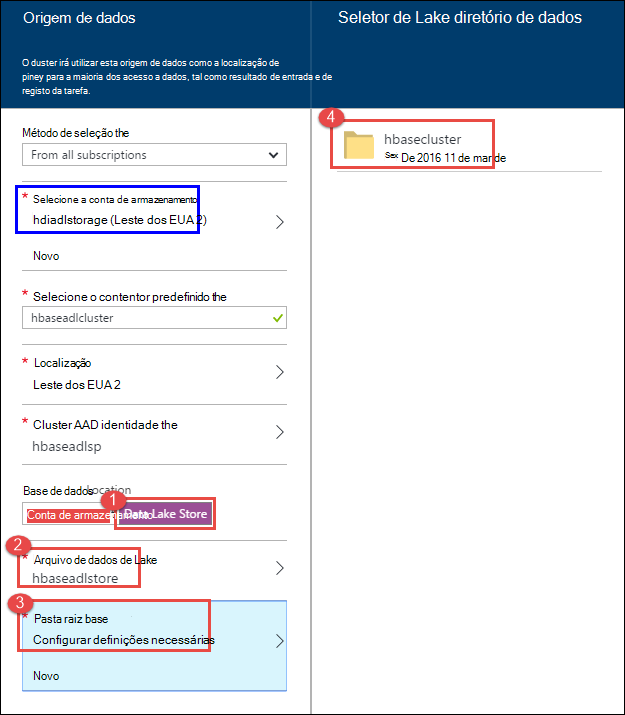 Origem de dados
O duster irá utilizar esta origem de dados como a localização de
piney para a maioria dos acesso a dados, tal como resultado de entrada e de
registo da tarefa.
Método de seleção the
From all subscriptions
* Selecione a conta de armazenamento
hdiadlstorage (Leste dos EUA 2)
Novo
* Selecione o contentor predefinido the
hbaseadlcluster
* Localização
Leste dos EUA 2
* Cluster AAD identidade the
hbaseadlsp
Base de dados Location
1
Conta de armazenamento Data Lake Store
2
* Arquivo de dados de Lake
hbaseadlstore
3
* Pasta raiz base
Configurar definições necessárias
Novo
Seletor de Lake diretório de dados
4
hbasecluster
Sex De 2016 11 de mar de